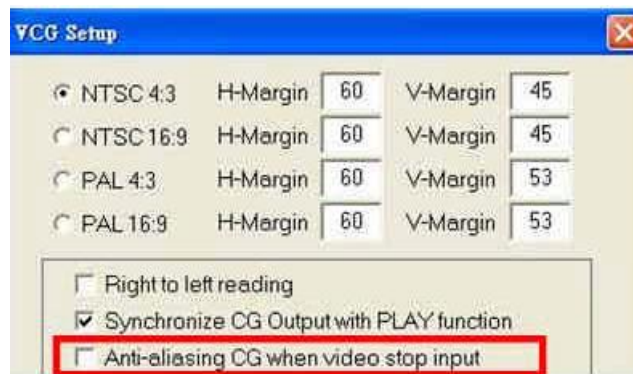 VCG Setup
NTSC 4:3 H-Margin 60 V-Margin 45
NTSC 16:9 H-Margin 60 V-Margin 45
PAL 4:3 H-Margin 60 V-Margin 53
PAL 16:9 H-Margin 60 V-Margin 53
Right to left reading
Synchronize CG Output with PLAY function
Anti-aliasing CG when video stop input